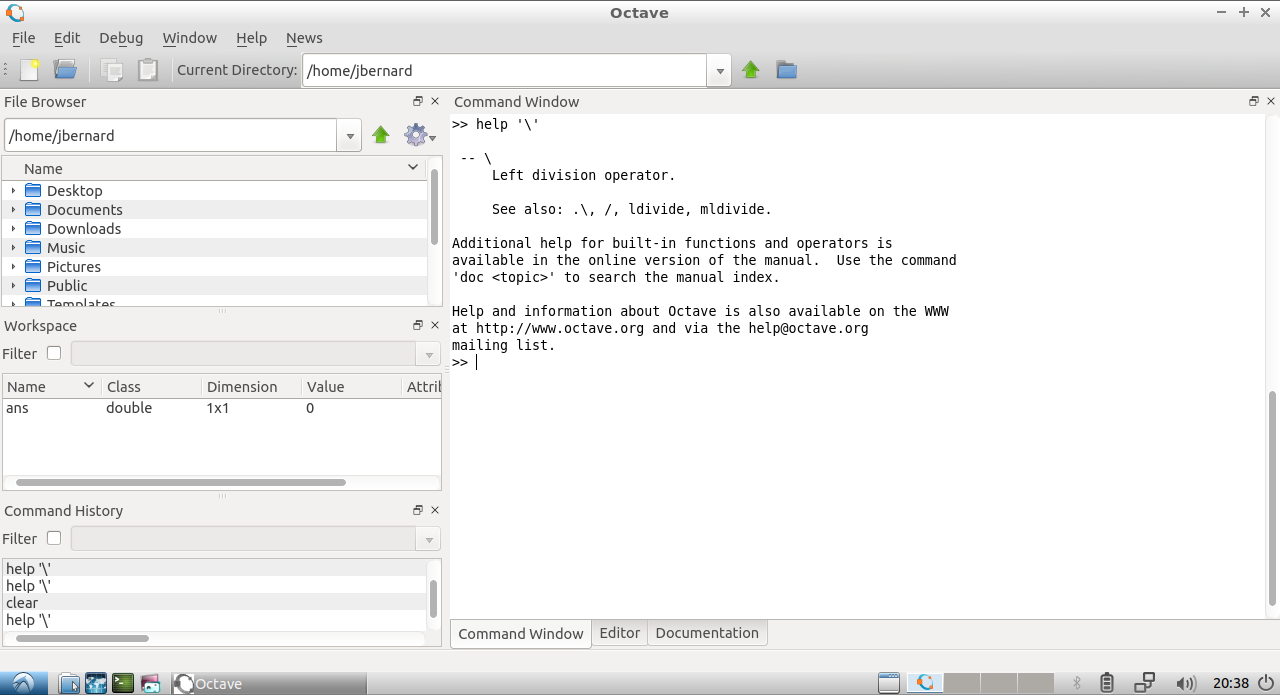 Octave
File Edit Debug Window Help News
Current Directory: /home/jbernard
File Browser
/home/jbernard
Name
Desktop
Documents
Downloads
Music
Pictures
Public
Templates
Workspace
Filter
Name Class Dimension Value Attrib
ans double 1x1 0
Command History
Filter
help '\'
help '\'
clear
help '\'
Command Window
>> help '\'
-- \
Left division operator.
See also: .\, /, ldivide, mldivide.
Additional help for built-in functions and operators is
available in the online version of the manual.  Use the command
'doc <topic>' to search the manual index.
Help and information about Octave is also available on the WWW
at http://www.octave.org and via the help@octave.org
mailing list.
>>
Command Window Editor Documentation
Octave
20:38